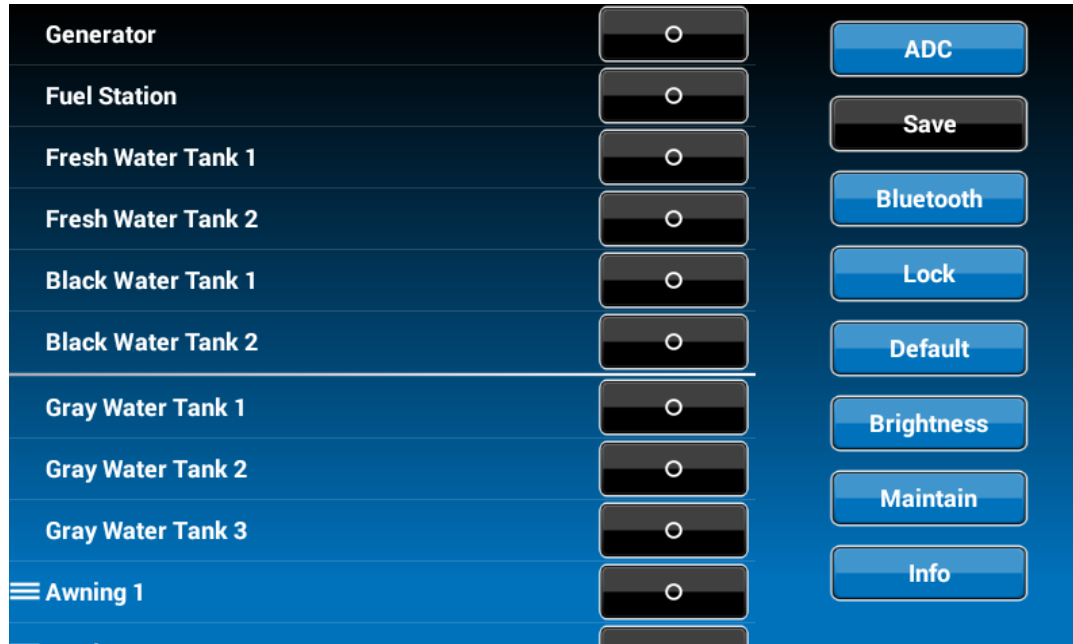 Generator
Fuel Station
Fresh Water Tank 1
Fresh Water Tank 2
Black Water Tank 1
Black Water Tank 2
Gray Water Tank 1
Gray Water Tank 2
Gray Water Tank 3
Awning 1
ADC
Save
Bluetooth
Lock
Default
Brightness
Maintain
Info